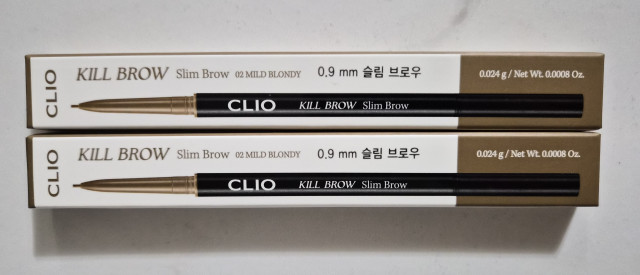 CLIO KILL BROW Slim Brow 02 MILD BLONDY 0.9 mm 슬림 브로우 0.024 g / Net Wt. 0.0008 Oz.
CLIO KILL BROW Slim Brow
CLIO KILL BROW Slim Brow 02 MILD BLONDY 0.9 mm 슬림 브로우 0.024 g / Net Wt. 0.0008 Oz.
CLIO KILL BROW Slim Brow